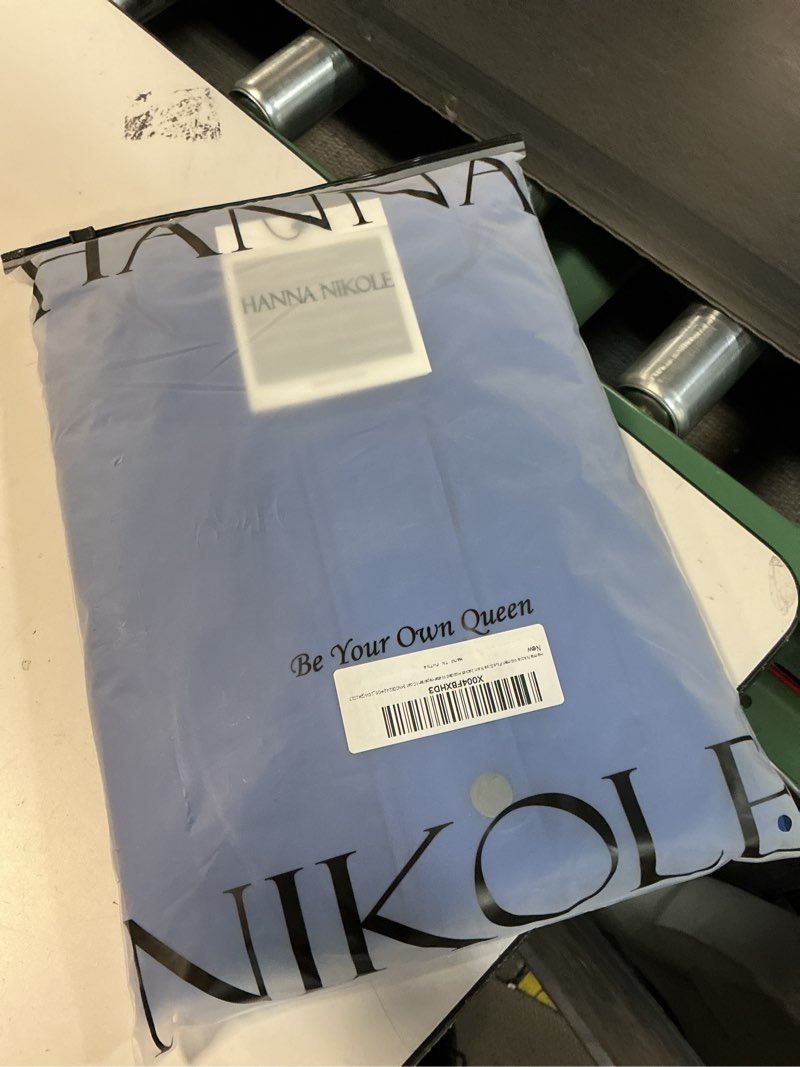 HANNA
HANNA NIKOLE
Be Your Own Queen
X004FBXHD3
New
NIKOLE